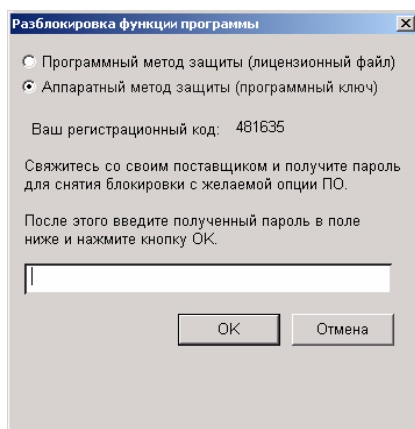 Разблокировка функции программы
Программный метод защиты (лицензионный файл)
Аппаратный метод защиты (программный ключ)
Ваш регистрационный код: 481635
Свяжитесь со своим поставщиком и получите пароль
для снятия блокировки с желаемой опции ПО.
После этого введите полученный пароль в поле
ниже и нажмите кнопку OK.
OK Отмена